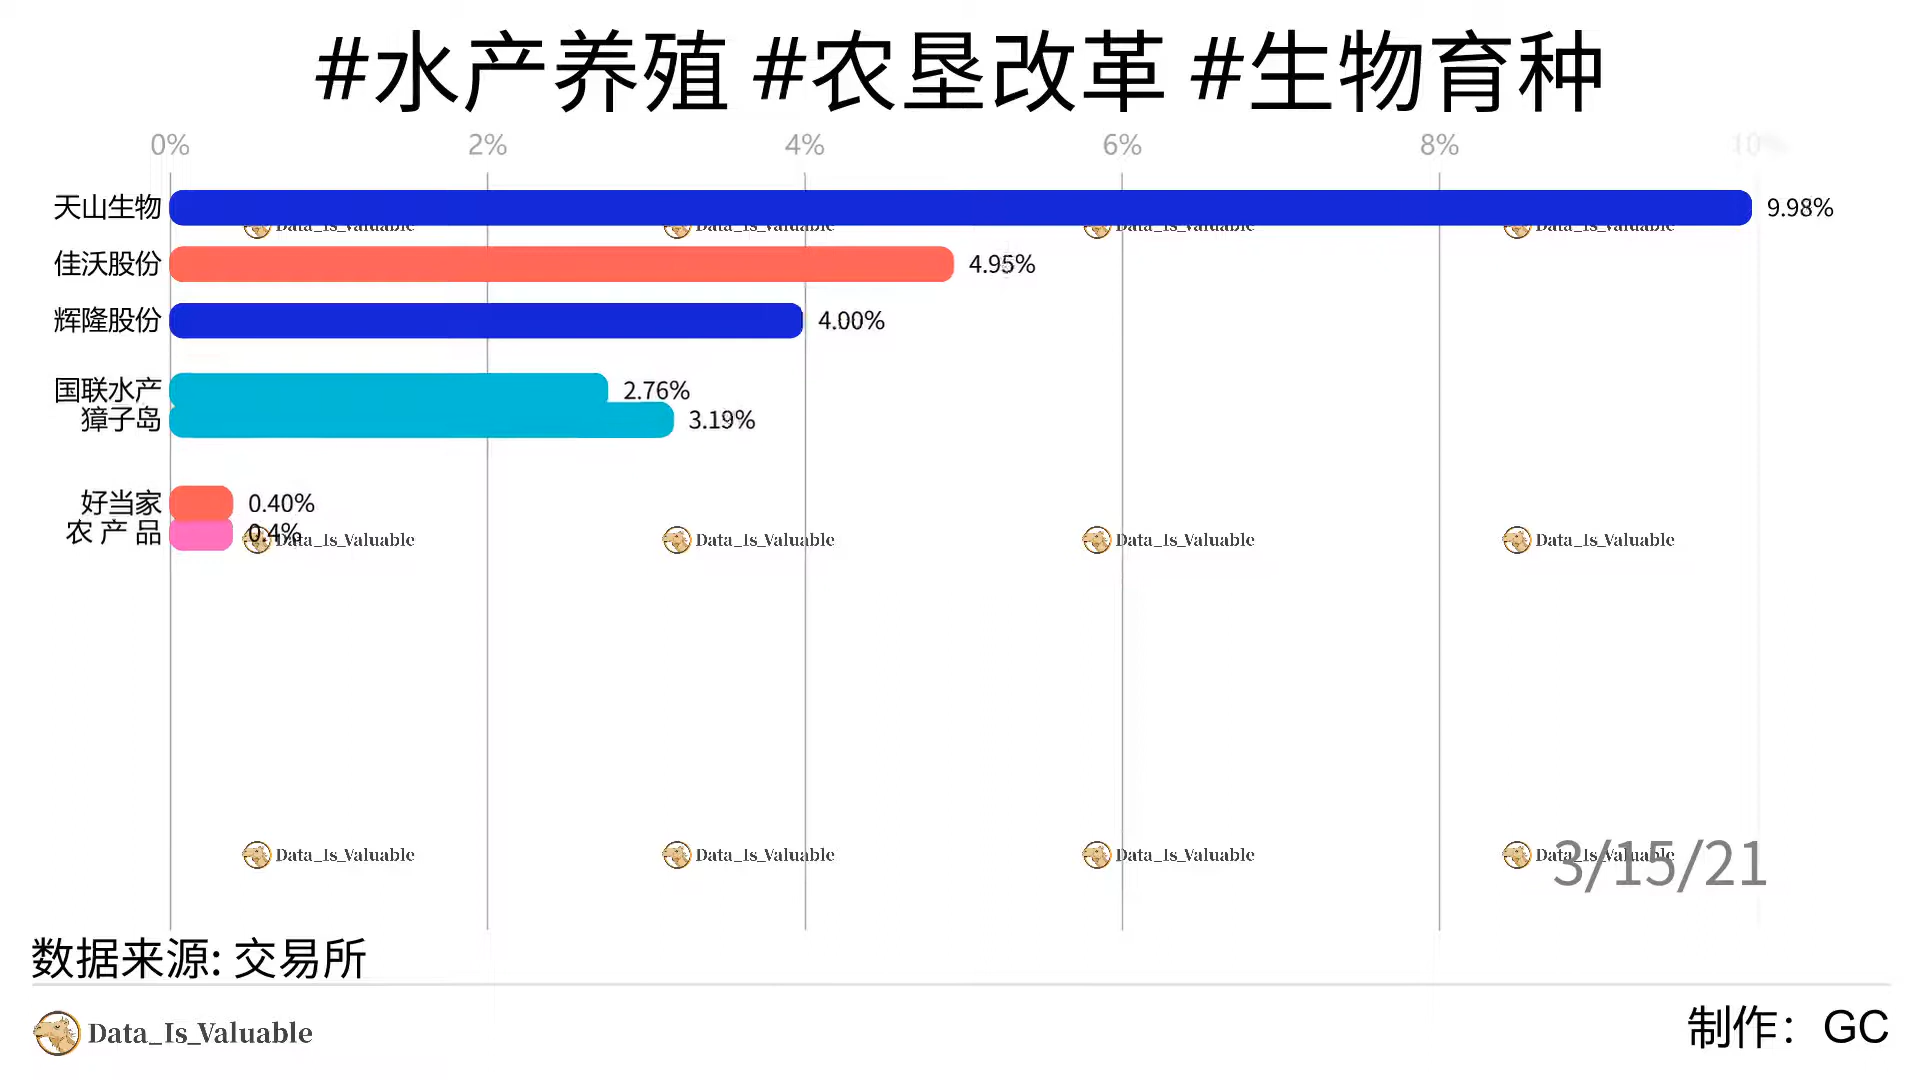 #水产养殖 #农垦改革 #生物育种
0% 2% 4% 6% 8% 10%
天山生物 9.98%
Data_Is_Valuable Data_Is_Valuable Data_Is_Valuable Data_Is_Valuable
佳沃股份 4.95%
辉隆股份 4.00%
国联水产 2.76%
獐子岛 3.19%
好当家 0.40%
农 产 品 0.4%
Data_Is_Valuable Data_Is_Valuable Data_Is_Valuable Data_Is_Valuable
Data_Is_Valuable Data_Is_Valuable Data_Is_Valuable Data_Is_Valuable
3/15/21
数据来源: 交易所
Data_Is_Valuable
制作：GC